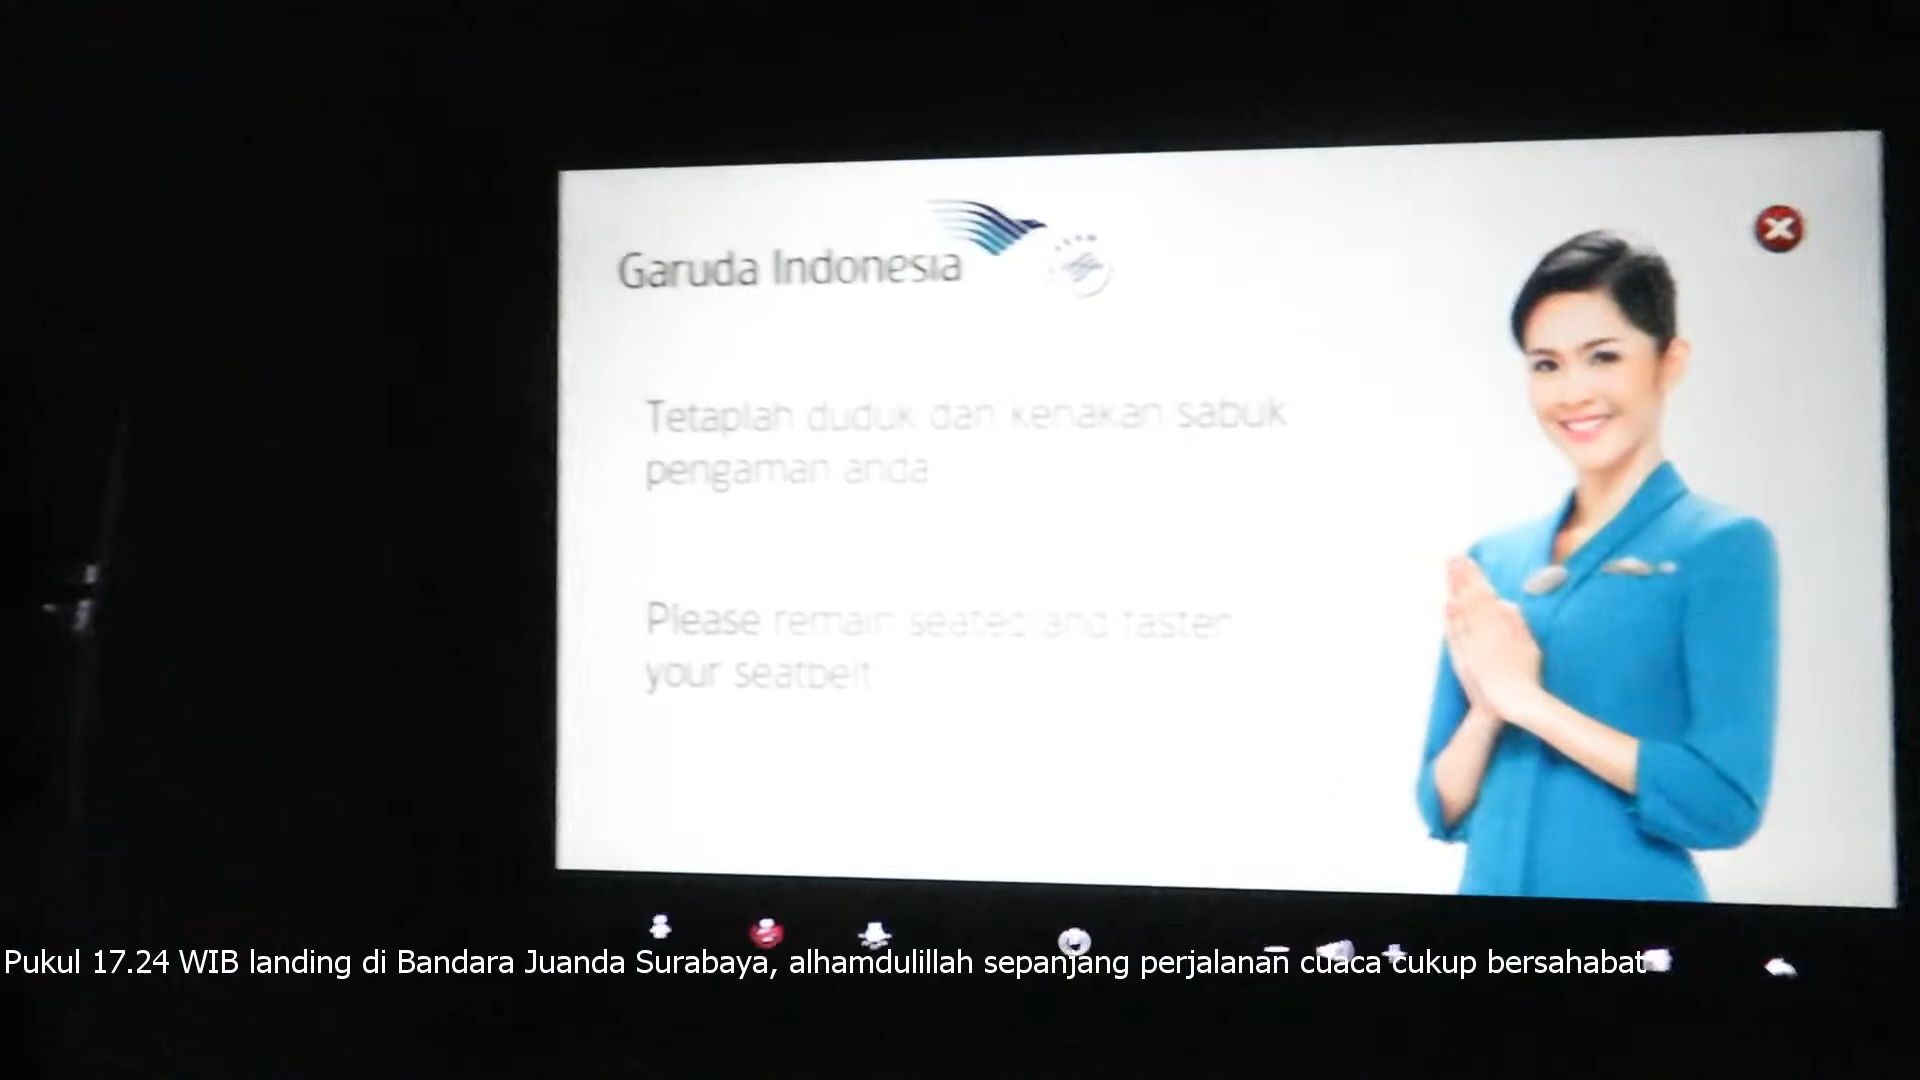 Garuda Indonesia
Tetaplah duduk dan kenakan sabuk
pengaman anda
Please remain seated and fasten
your seatbelt
Pukul 17.24 WIB landing di Bandara Juanda Surabaya, alhamdulillah sepanjang perjalanan cuaca cukup bersahabat